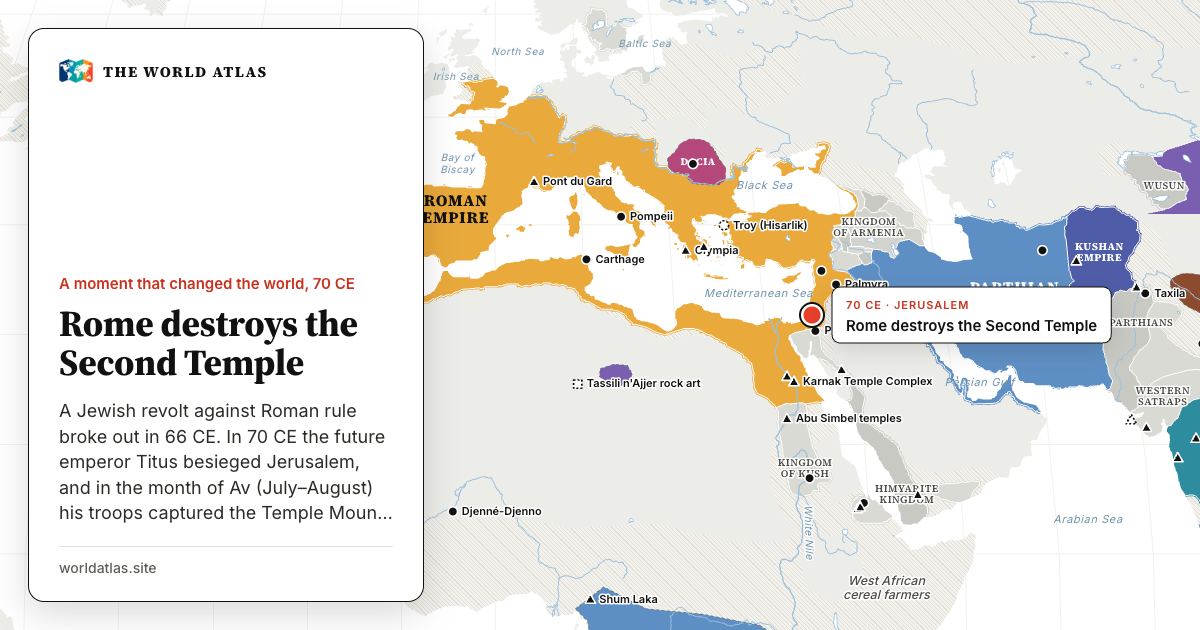 THE WORLD ATLAS
A moment that changed the world, 70 CE
Rome destroys the
Second Temple
A Jewish revolt against Roman rule
broke out in 66 CE. In 70 CE the future
emperor Titus besieged Jerusalem,
and in the month of Av (July–August)
his troops captured the Temple Moun…
worldatlas.site
North Sea
Baltic Sea
Irish Sea
Bay of
Biscay
DACIA
Black Sea
WUSUN
Pont du Gard
ROMAN
EMPIRE
Pompeii
Troy (Hisarlik)
KINGDOM
OF ARMENIA
Olympia
Carthage
KUSHAN
EMPIRE
Palmyra
PARTHIAN
Mediterranean Sea
Taxila
70 CE · JERUSALEM
Rome destroys the Second Temple
PARTHIANS
Tassili n'Ajjer rock art
Karnak Temple Complex
Persian Gulf
WESTERN
SATRAPS
Abu Simbel temples
KINGDOM
OF KUSH
HIMYARITE
KINGDOM
Djenné-Djenno
White Nile
Arabian Sea
West African
cereal farmers
Shum Laka